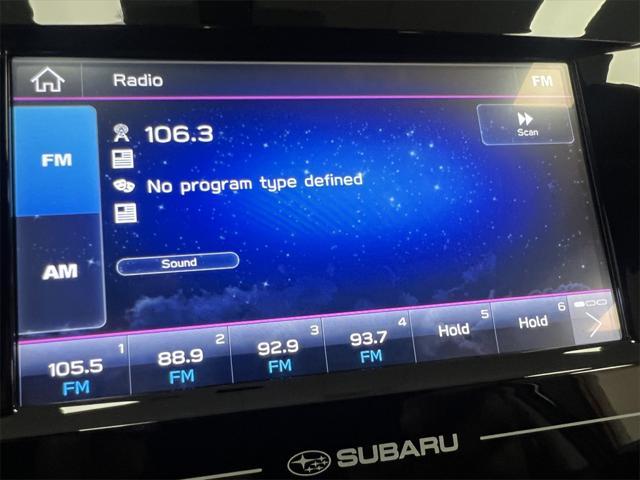 Radio
FM
FM
106.3
Scan
No program type defined
AM
Sound
105.5 FM 1
88.9 FM 2
92.9 FM 3
93.7 FM 4
Hold 5
Hold 6
SUBARU